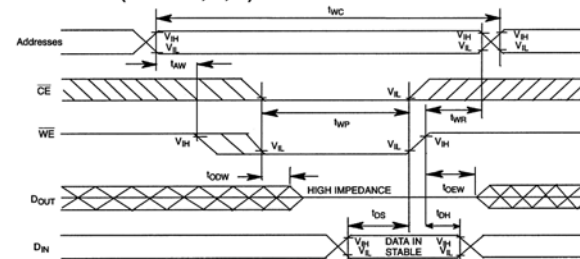 tWC
Addresses
VIH
VIL
VIH
VIL
VIH
VIL
tAW
CE
VIL
tWP
tWR
WE
VIH
VIL
VIL
VIH
tODW
HIGH IMPEDANCE
tOEW
DOUT
tDS
tDH
DIN
VIH
VIL
DATA IN
STABLE
VIH
VIL